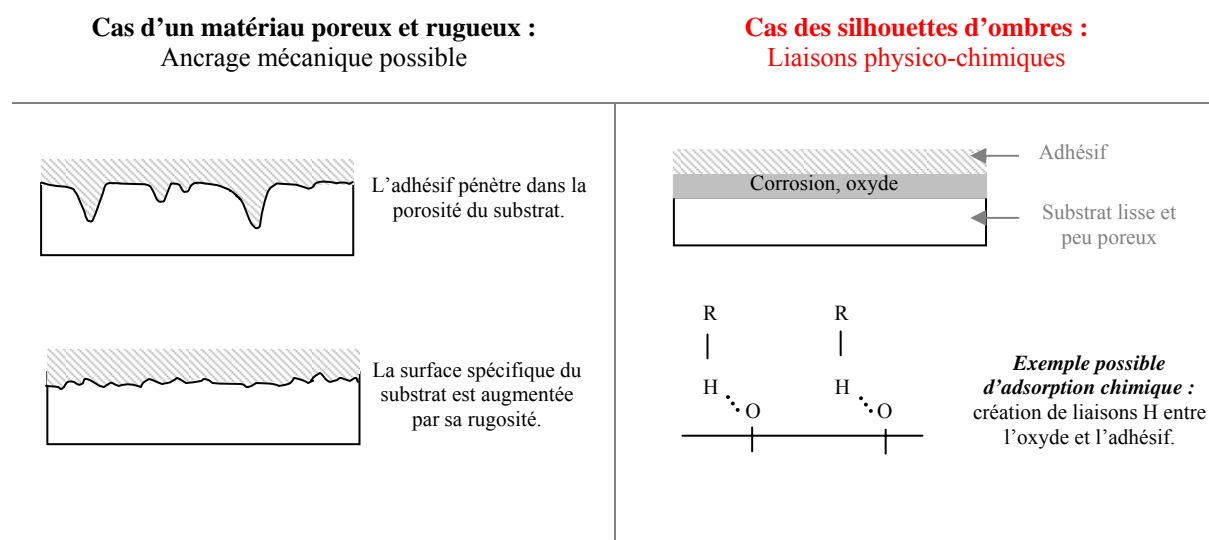 Cas d'un matériau poreux et rugueux :
Ancrage mécanique possible
Cas des silhouettes d'ombres :
Liaisons physico-chimiques
L'adhésif pénètre dans la
porosité du substrat.
La surface spécifique du
substrat est augmentée
par sa rugosité.
Adhésif
Corrosion, oxyde
Substrat lisse et
peu poreux
R R
H H
O O
Exemple possible
d'adsorption chimique :
création de liaisons H entre
l'oxyde et l'adhésif.